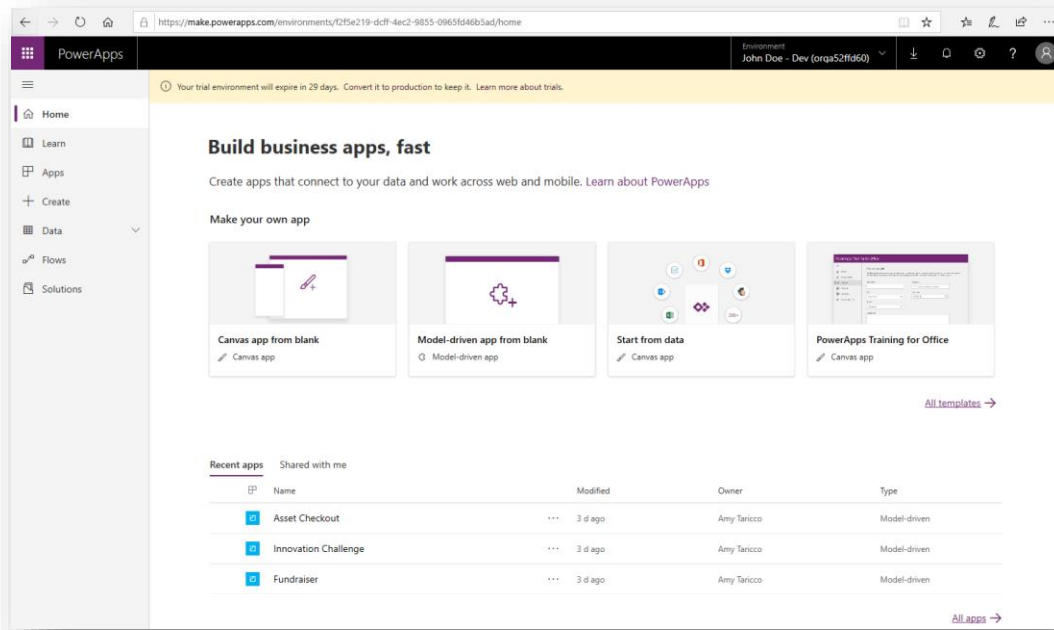 https://make.powerapps.com/environments/f2f5e219-dcff-4ec2-9855-0965fd46b5ad/home
PowerApps
Environment
John Doe - Dev (orqa52ffd60)
Your trial environment will expire in 29 days. Convert it to production to keep it. Learn more about trials.
Home
Learn
Apps
Create
Data
Flows
Solutions
Build business apps, fast
Create apps that connect to your data and work across web and mobile. Learn about PowerApps
Make your own app
Canvas app from blank
Canvas app
Model-driven app from blank
Model-driven app
Start from data
Canvas app
PowerApps Training for Office
Canvas app
All templates
Recent apps Shared with me
Name Modified Owner Type
Asset Checkout ... 3 d ago Amy Taricco Model-driven
Innovation Challenge ... 3 d ago Amy Taricco Model-driven
Fundraiser ... 3 d ago Amy Taricco Model-driven
All apps